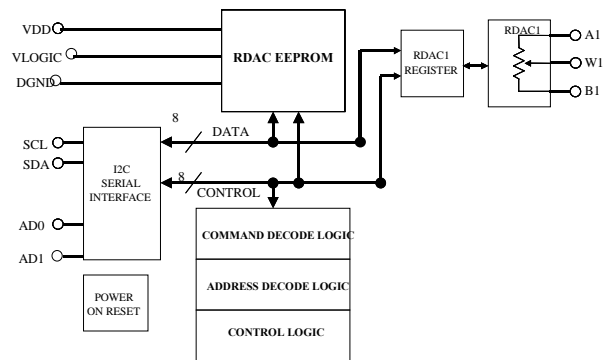 VDD
VLOGIC
DGND
RDAC EEPROM
RDAC1
REGISTER
RDAC1
A1
W1
B1
8
DATA
SCL
SDA
I2C
SERIAL
INTERFACE
8
CONTROL
AD0
AD1
COMMAND DECODE LOGIC
ADDRESS DECODE LOGIC
CONTROL LOGIC
POWER
ON RESET